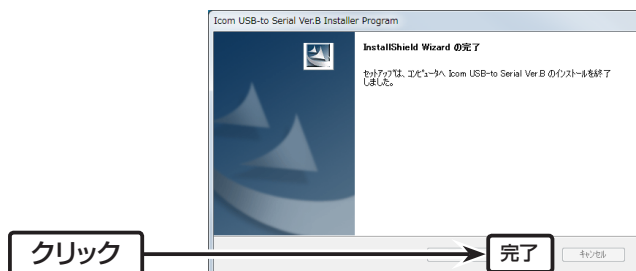 Icom USB-to Serial Ver.B Installer Program
InstallShield Wizard の完了
セットアップは、コンピュータへ Icom USB-to Serial Ver.B のインストールを終了
しました。
クリック
完了
キャンセル